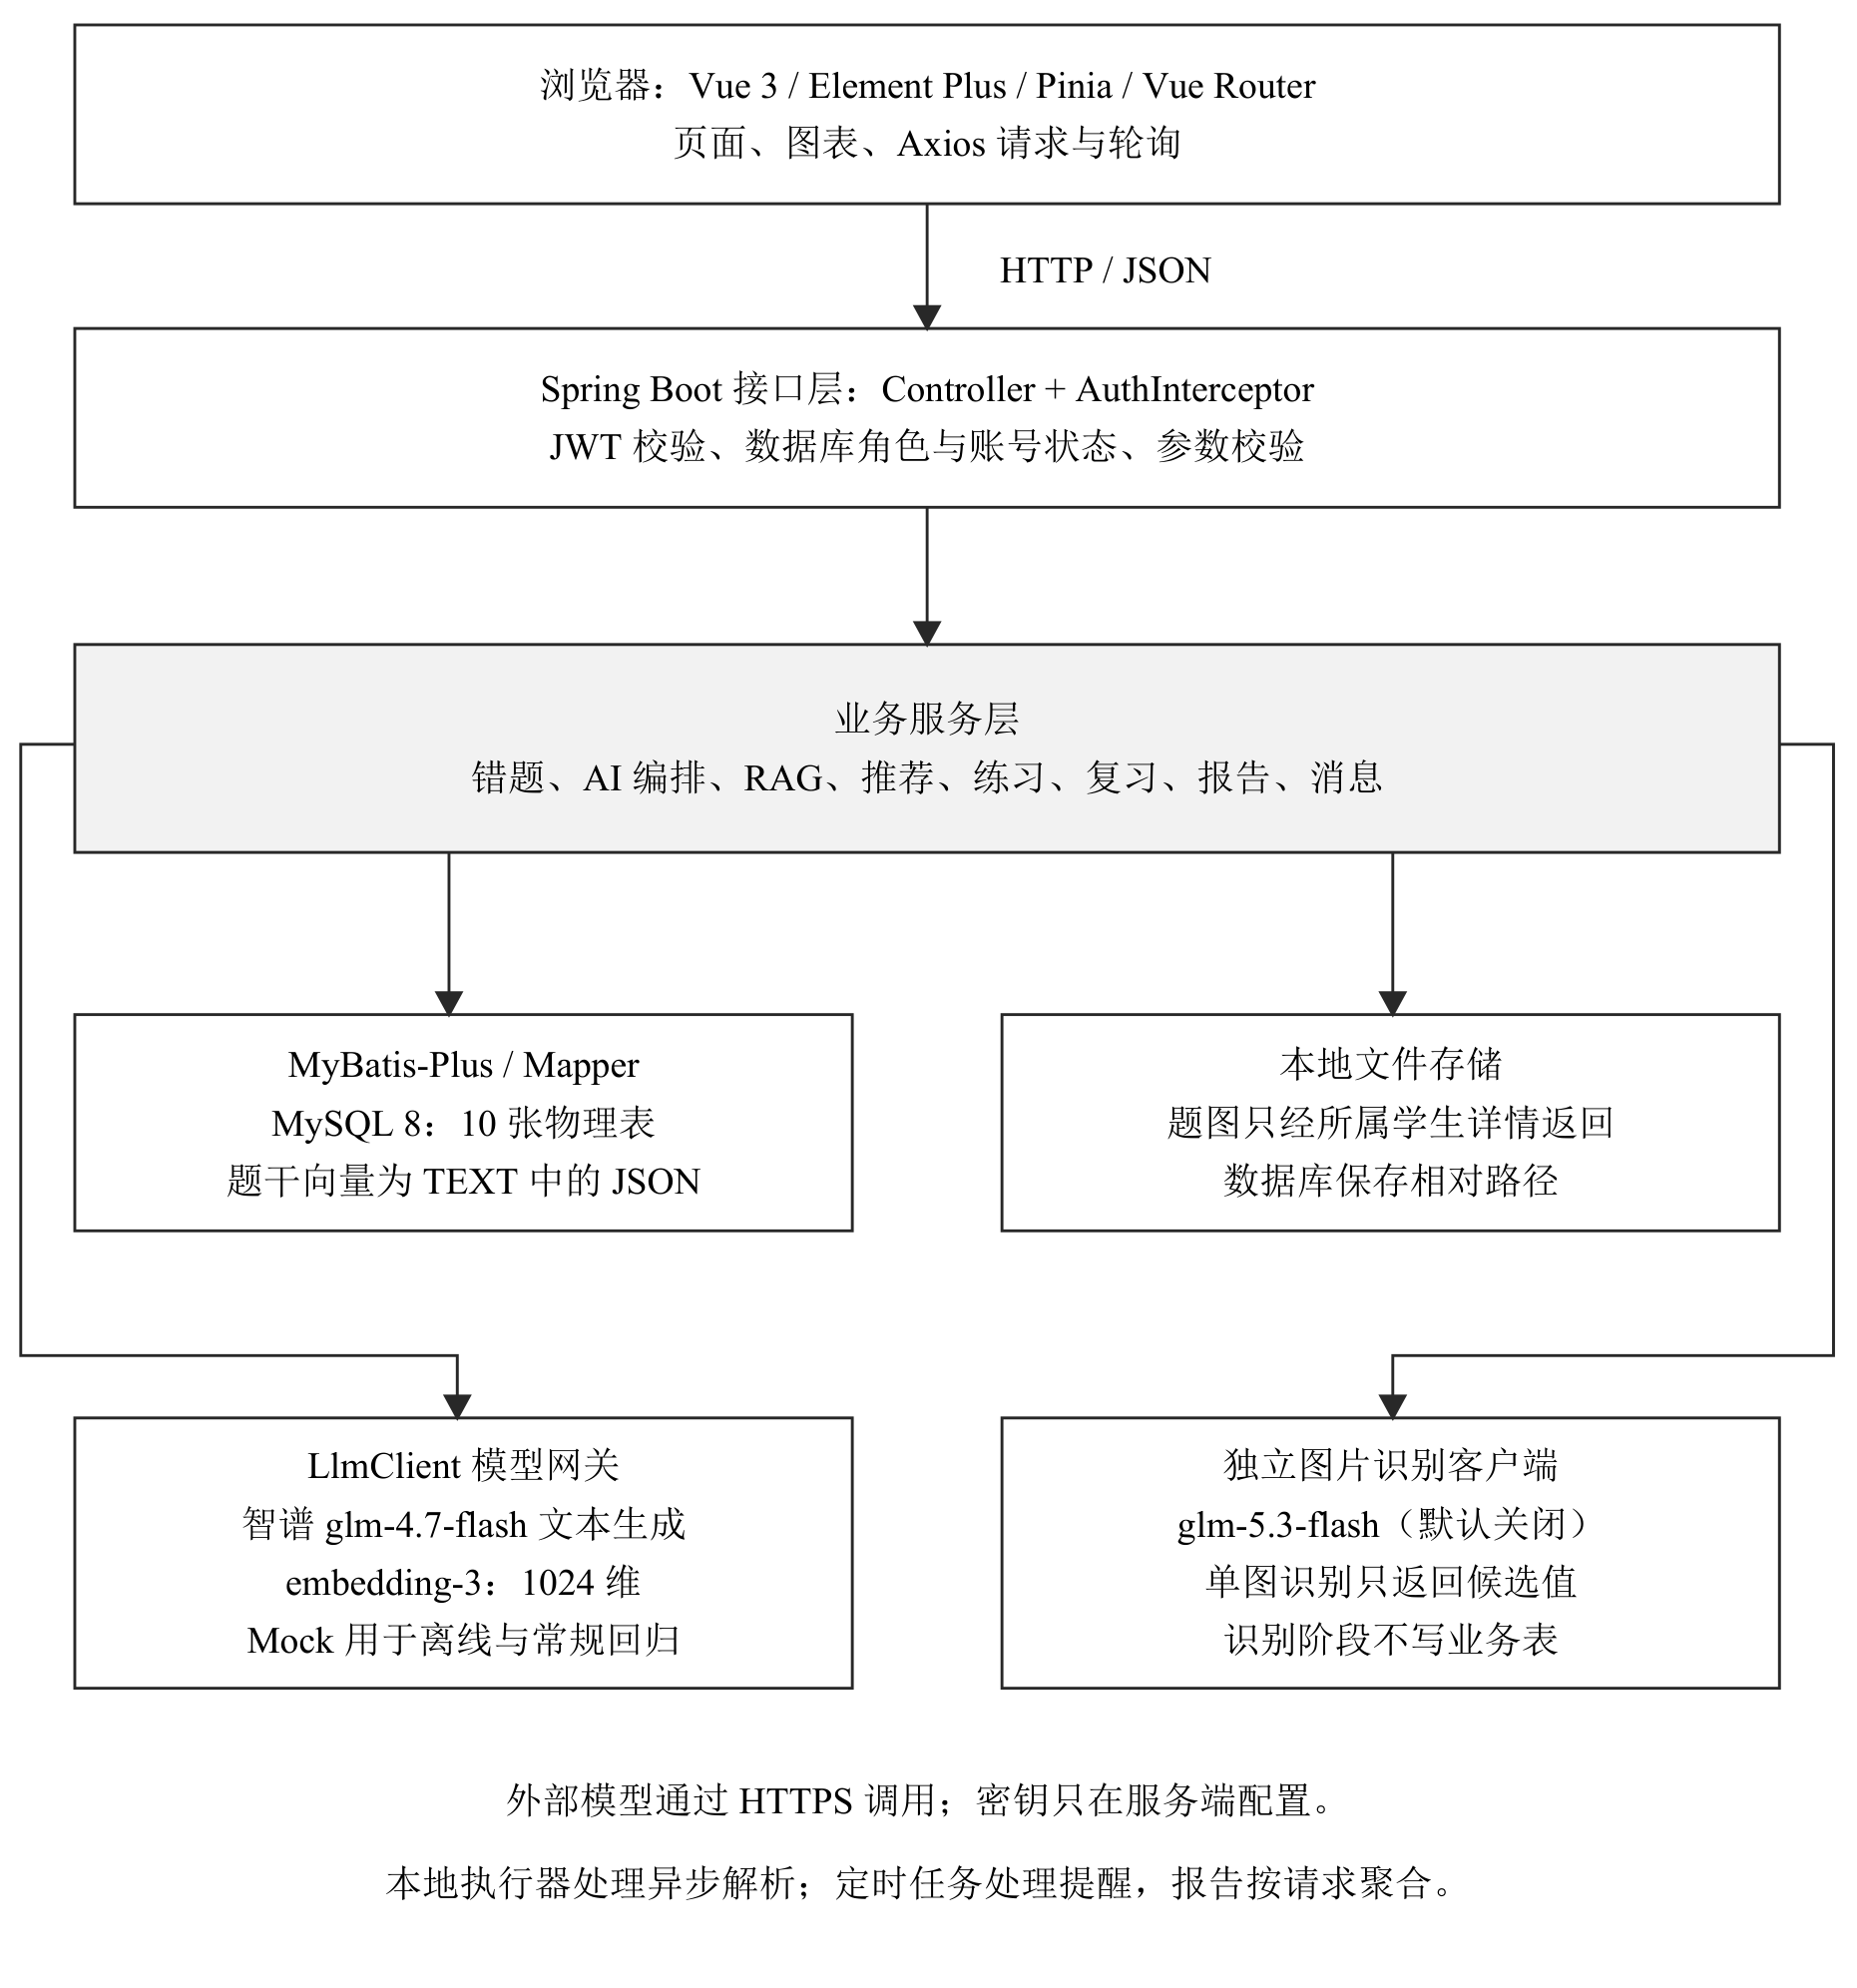 浏览器：Vue 3 / Element Plus / Pinia / Vue Router
页面、图表、Axios 请求与轮询
HTTP / JSON
Spring Boot 接口层：Controller + AuthInterceptor
JWT 校验、数据库角色与账号状态、参数校验
业务服务层
错题、AI 编排、RAG、推荐、练习、复习、报告、消息
MyBatis-Plus / Mapper
MySQL 8：10 张物理表
题干向量为 TEXT 中的 JSON
本地文件存储
题图只经所属学生详情返回
数据库保存相对路径
LlmClient 模型网关
智谱 glm-4.7-flash 文本生成
embedding-3：1024 维
Mock 用于离线与常规回归
独立图片识别客户端
glm-5.3-flash（默认关闭）
单图识别只返回候选值
识别阶段不写业务表
外部模型通过 HTTPS 调用；密钥只在服务端配置。
本地执行器处理异步解析；定时任务处理提醒，报告按请求聚合。